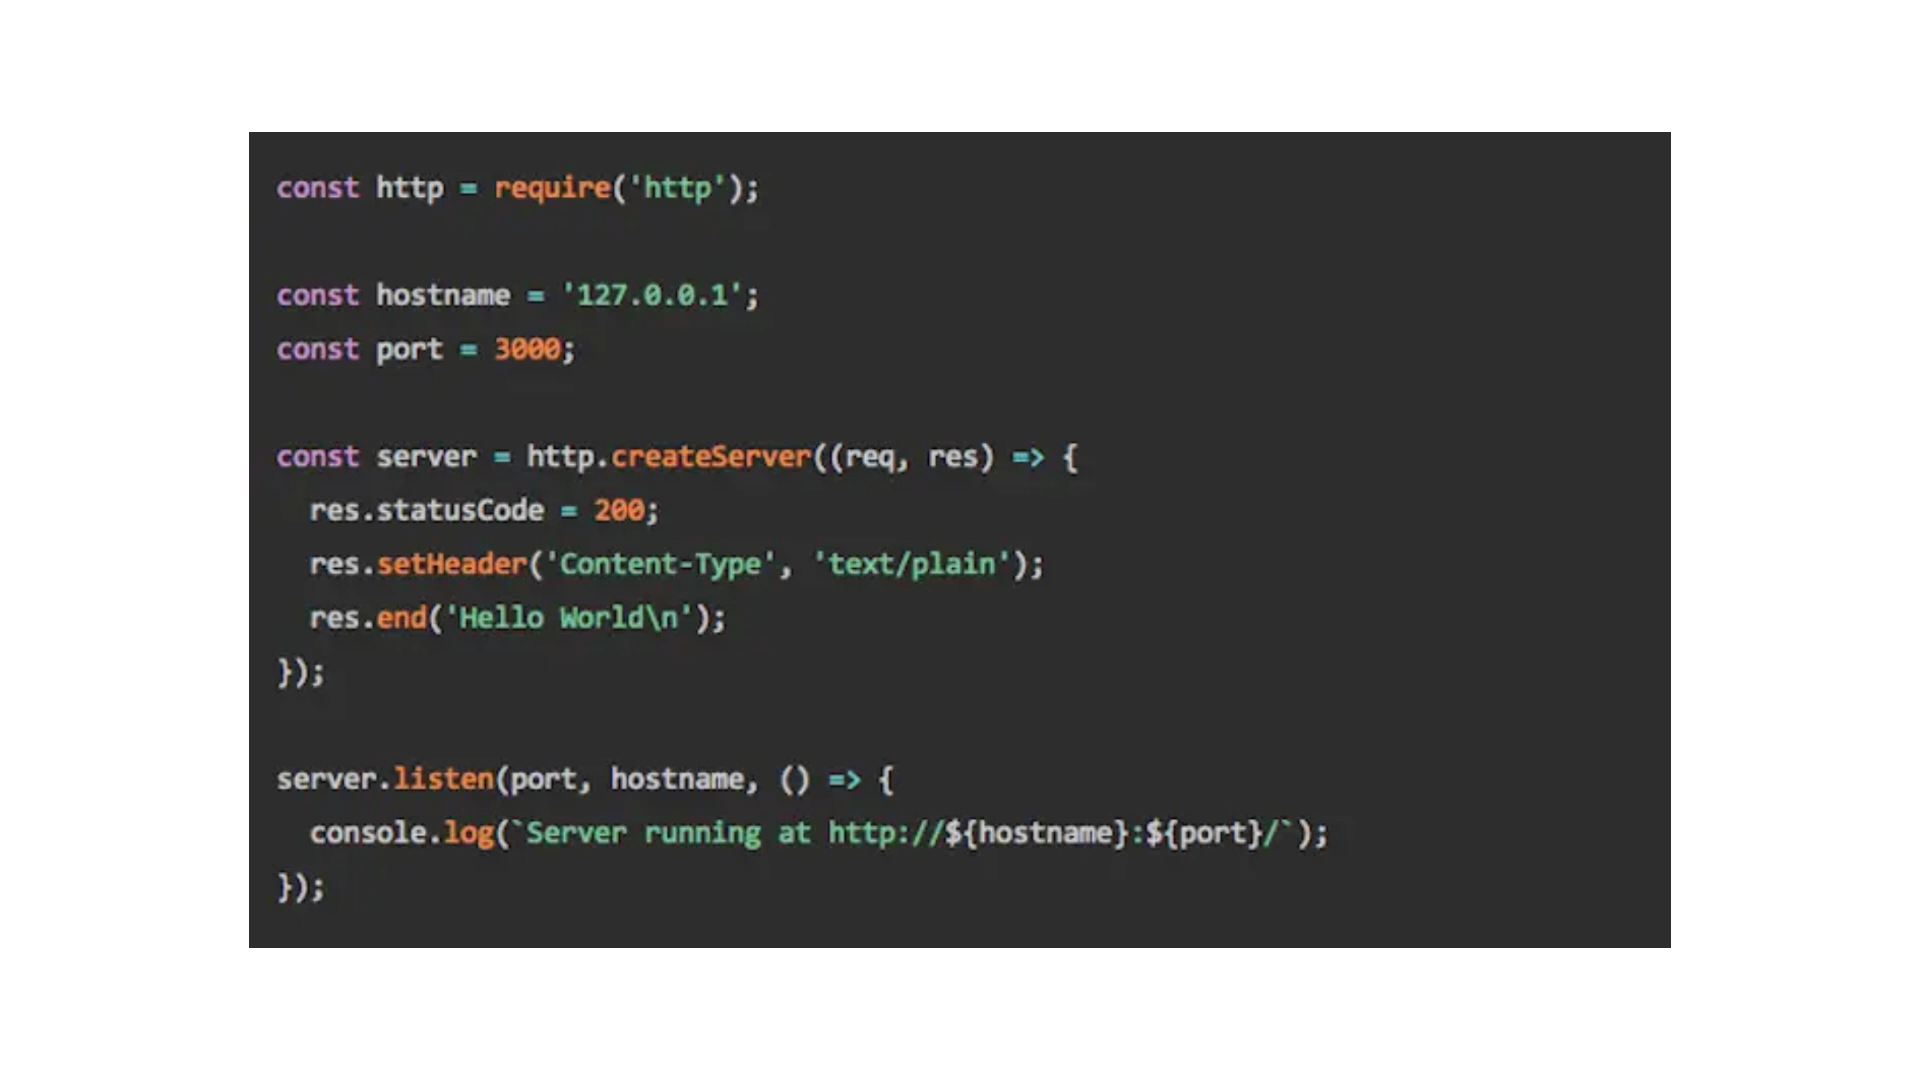 const http = require('http');
const hostname = '127.0.0.1';
const port = 3000;
const server = http.createServer((req, res) => {
  res.statusCode = 200;
  res.setHeader('Content-Type', 'text/plain');
  res.end('Hello World\n');
});
server.listen(port, hostname, () => {
  console.log(`Server running at http://${hostname}:${port}/`);
});